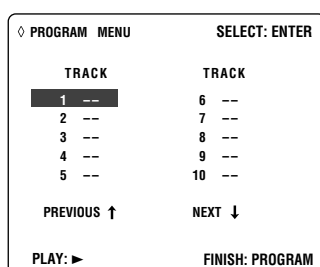 ◊ PROGRAM MENU SELECT: ENTER
TRACK TRACK
1 -- 6 --
2 -- 7 --
3 -- 8 --
4 -- 9 --
5 -- 10 --
PREVIOUS ↑ NEXT ↓
PLAY: ► FINISH: PROGRAM